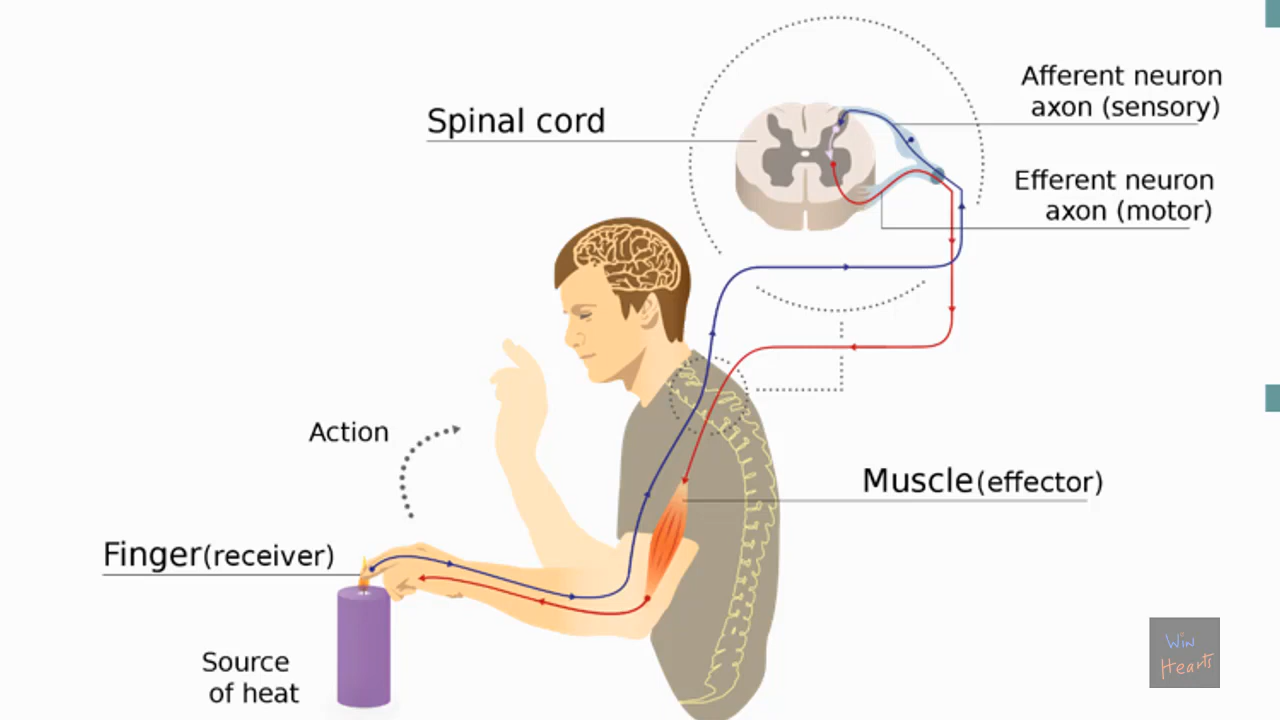 Afferent neuron
axon (sensory)
Spinal cord
Efferent neuron
axon (motor)
Action
Muscle(effector)
Finger(receiver)
Source
of heat
Win
Hearts